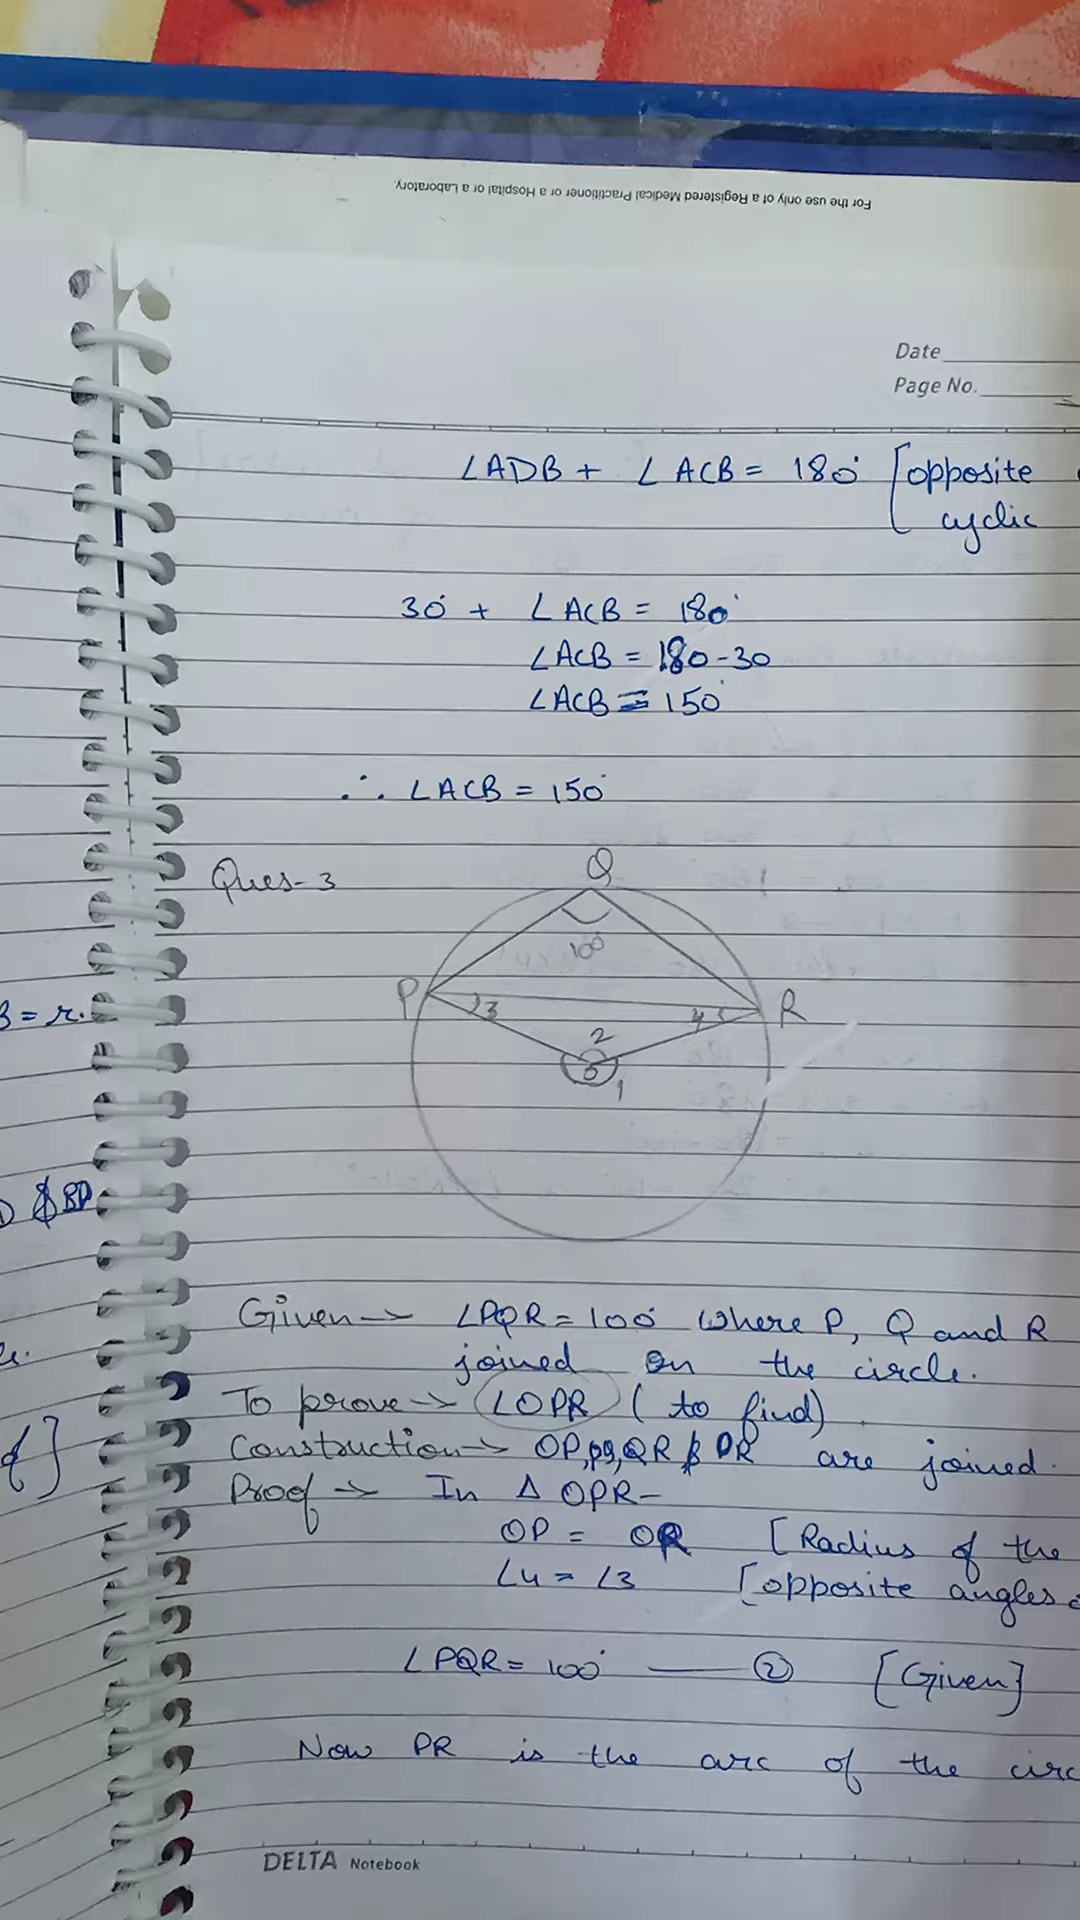 For the use only of a Registered Medical Practitioner or a Hospital or a Laboratory.
Date
Page No.
∠ADB + ∠ACB = 180° [opposite
cyclic
30° + ∠ACB = 180°
∠ACB = 180-30
∠ACB = 150°
∴ ∠ACB = 150°
Ques-3
Q
100°
P
3
4
R
2
O
1
B = r.
D $ BD
Given → ∠PQR = 100° where P, Q and R
joined on the circle.
To prove → ∠OPR (to find).
Construction → OP, PQ, QR & PR are joined.
Proof → In Δ OPR-
OP = OR [Radius of the
∠4 = ∠3 [opposite angles
∠PQR = 100° — ② [Given]
Now PR is the arc of the circ
DELTA Notebook